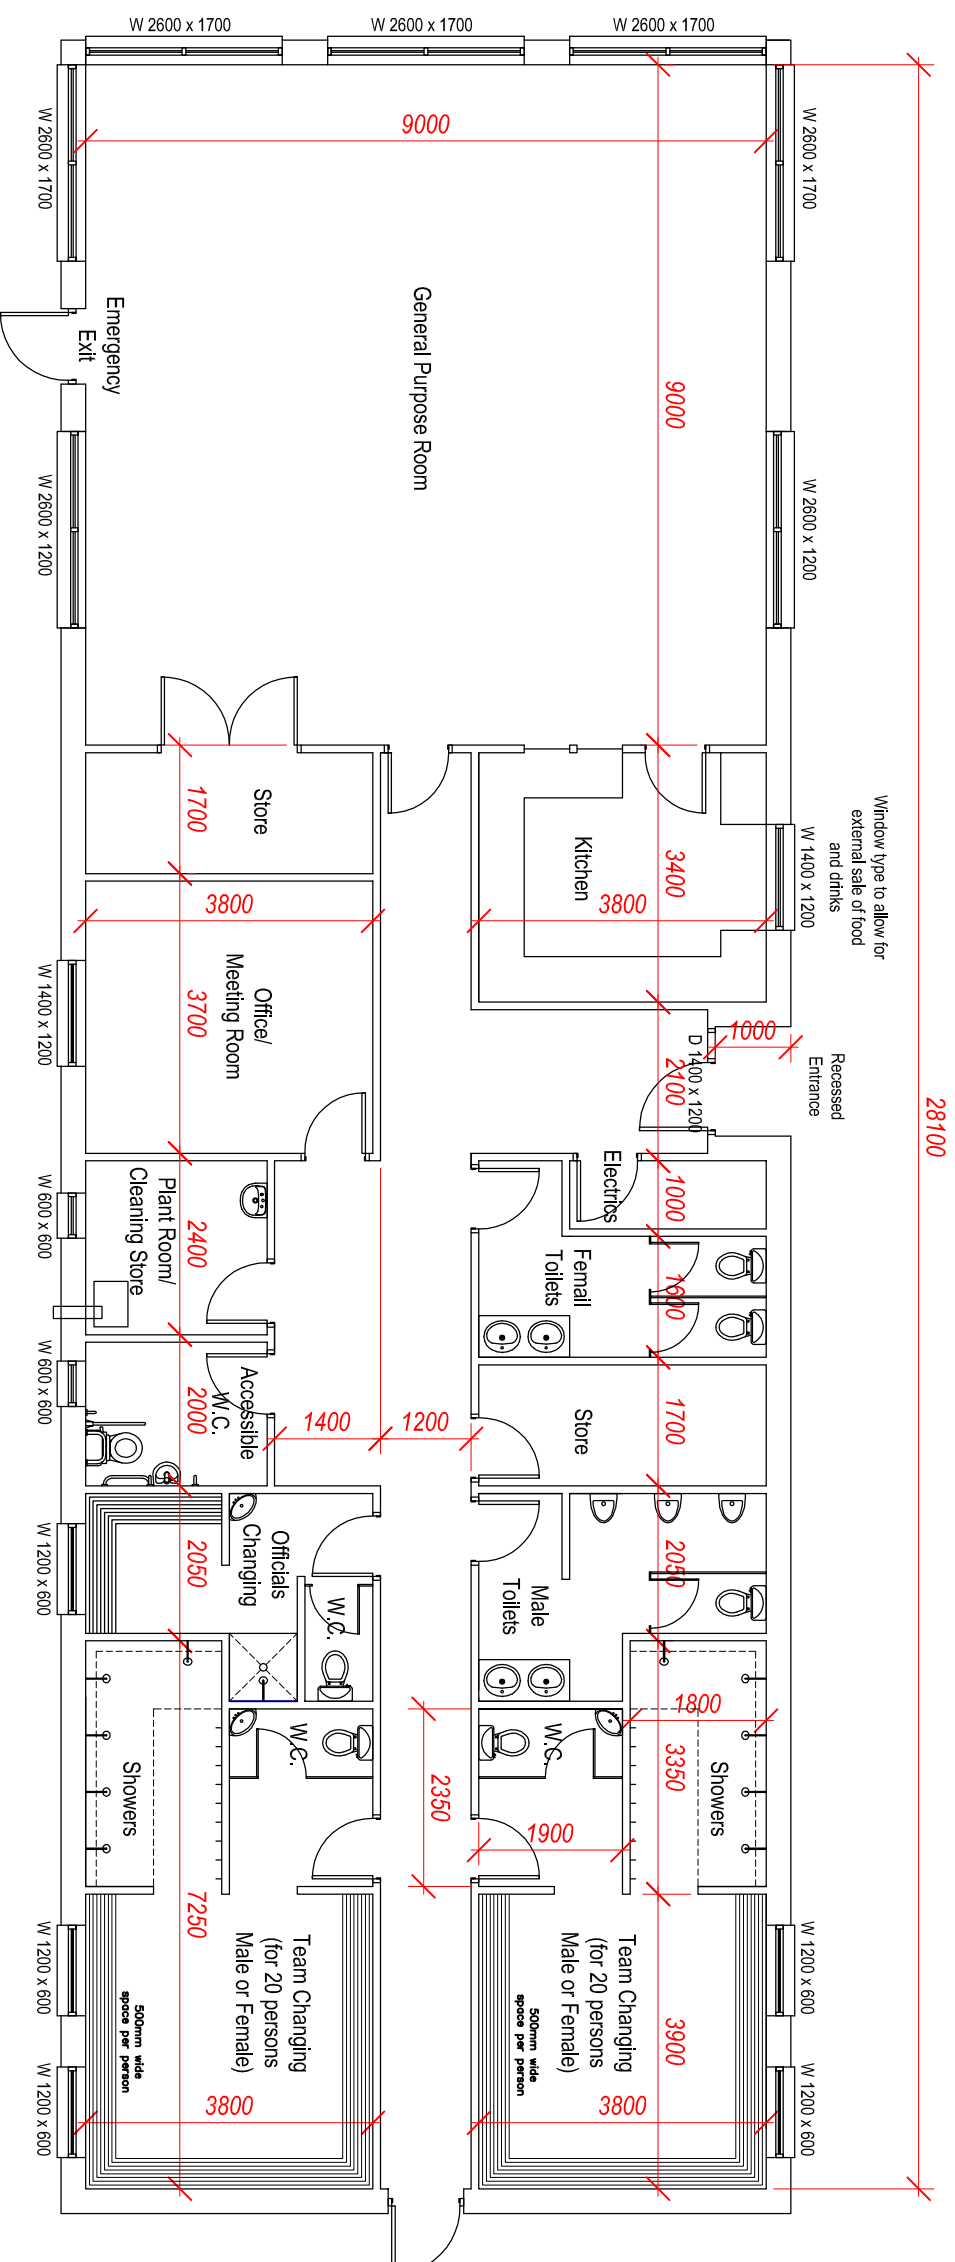 W 2600 x 1700
W 2600 x 1700
W 2600 x 1700
W 2600 x 1700
W 2600 x 1700
9000
9000
28100
General Purpose Room
Emergency
Exit
W 2600 x 1200
W 2600 x 1200
Window type to allow for
external sale of food
and drinks
W 1400 x 1200
Store
1700
Kitchen
3400
3800
3800
Office/
Meeting Room
3700
W 1400 x 1200
1000
Recessed
Entrance
D 1400 x 1200
2100
Electrics
1000
Plant Room/
Cleaning Store
2400
W 600 x 600
Femail
Toilets
1600
Accessible
W.C.
2000
W 600 x 600
1400
1200
Store
1700
Officials
Changing
2050
W 1200 x 600
W.C.
Male
Toilets
2050
W.C.
W.C.
1800
3350
2350
1900
Showers
Showers
7250
Team Changing
(for 20 persons
Male or Female)
500mm wide
space per person
Team Changing
(for 20 persons
Male or Female)
500mm wide
space per person
3900
3800
3800
W 1200 x 600
W 1200 x 600
W 1200 x 600
W 1200 x 600